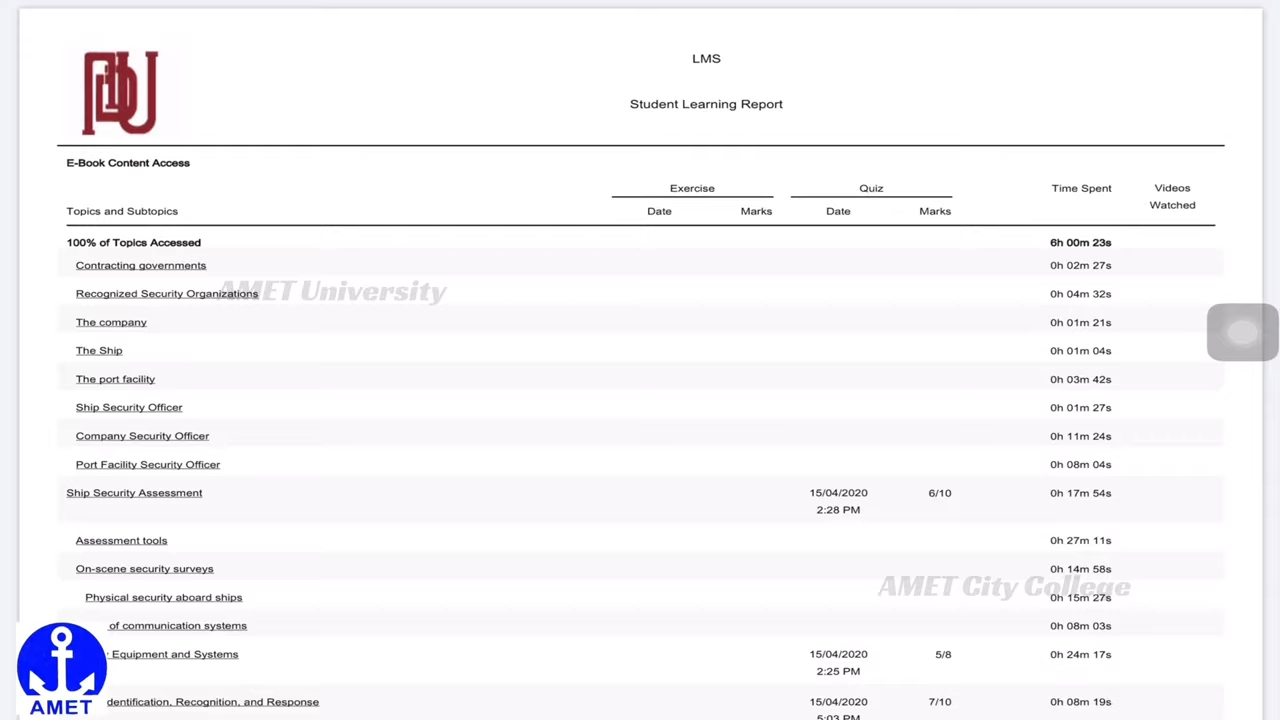 LMS
Student Learning Report
E-Book Content Access
Exercise Quiz Time Spent Videos Watched
Topics and Subtopics Date Marks Date Marks
100% of Topics Accessed 6h 00m 23s
Contracting governments 0h 02m 27s
AMET University
Recognized Security Organizations 0h 04m 32s
The company 0h 01m 21s
The Ship 0h 01m 04s
The port facility 0h 03m 42s
Ship Security Officer 0h 01m 27s
Company Security Officer 0h 11m 24s
Port Facility Security Officer 0h 08m 04s
Ship Security Assessment 15/04/2020 6/10 0h 17m 54s
2:28 PM
Assessment tools 0h 27m 11s
On-scene security surveys 0h 14m 58s
AMET City College
Physical security aboard ships 0h 15m 27s
of communication systems 0h 08m 03s
Equipment and Systems 15/04/2020 5/8 0h 24m 17s
2:25 PM
dentification, Recognition, and Response 15/04/2020 7/10 0h 08m 19s
5:03 PM
AMET